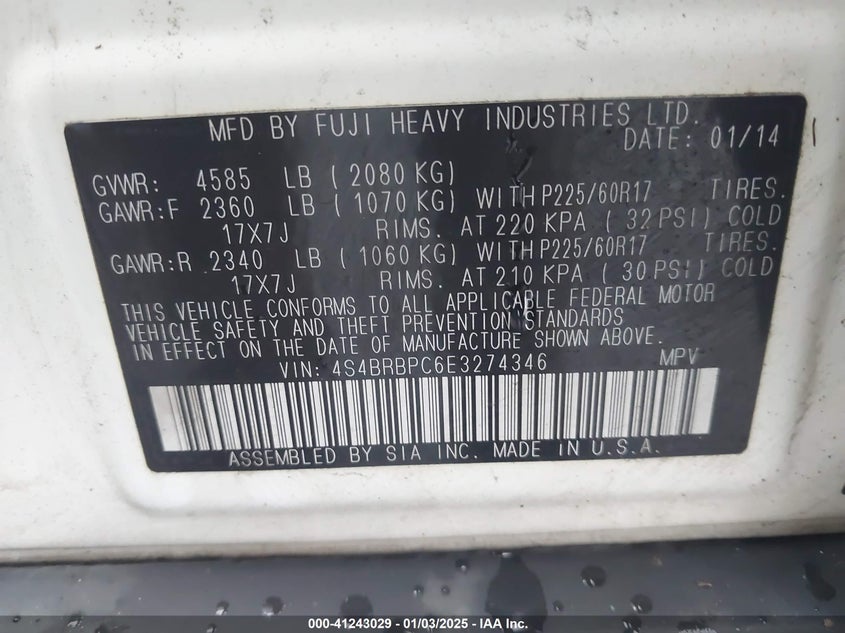 MFD BY FUJI HEAVY INDUSTRIES LTD.
DATE: 01/14
GVWR: 4585 LB ( 2080 KG)
GAWR:F 2360 LB ( 1070 KG) WITH P225/60R17 TIRES.
17X7J RIMS. AT 220 KPA ( 32 PSI) COLD
GAWR:R 2340 LB ( 1060 KG) WITH P225/60R17 TIRES.
17X7J RIMS. AT 210 KPA ( 30 PSI) COLD
THIS VEHICLE CONFORMS TO ALL APPLICABLE FEDERAL MOTOR
VEHICLE SAFETY AND THEFT PREVENTION STANDARDS
IN EFFECT ON THE DATE OF MANUFACTURE SHOWN ABOVE.
VIN: 4S4BRBPC6E3274346 MPV
ASSEMBLED BY SIA INC. MADE IN U.S.A.
000-41243029 - 01/03/2025 - IAA Inc.